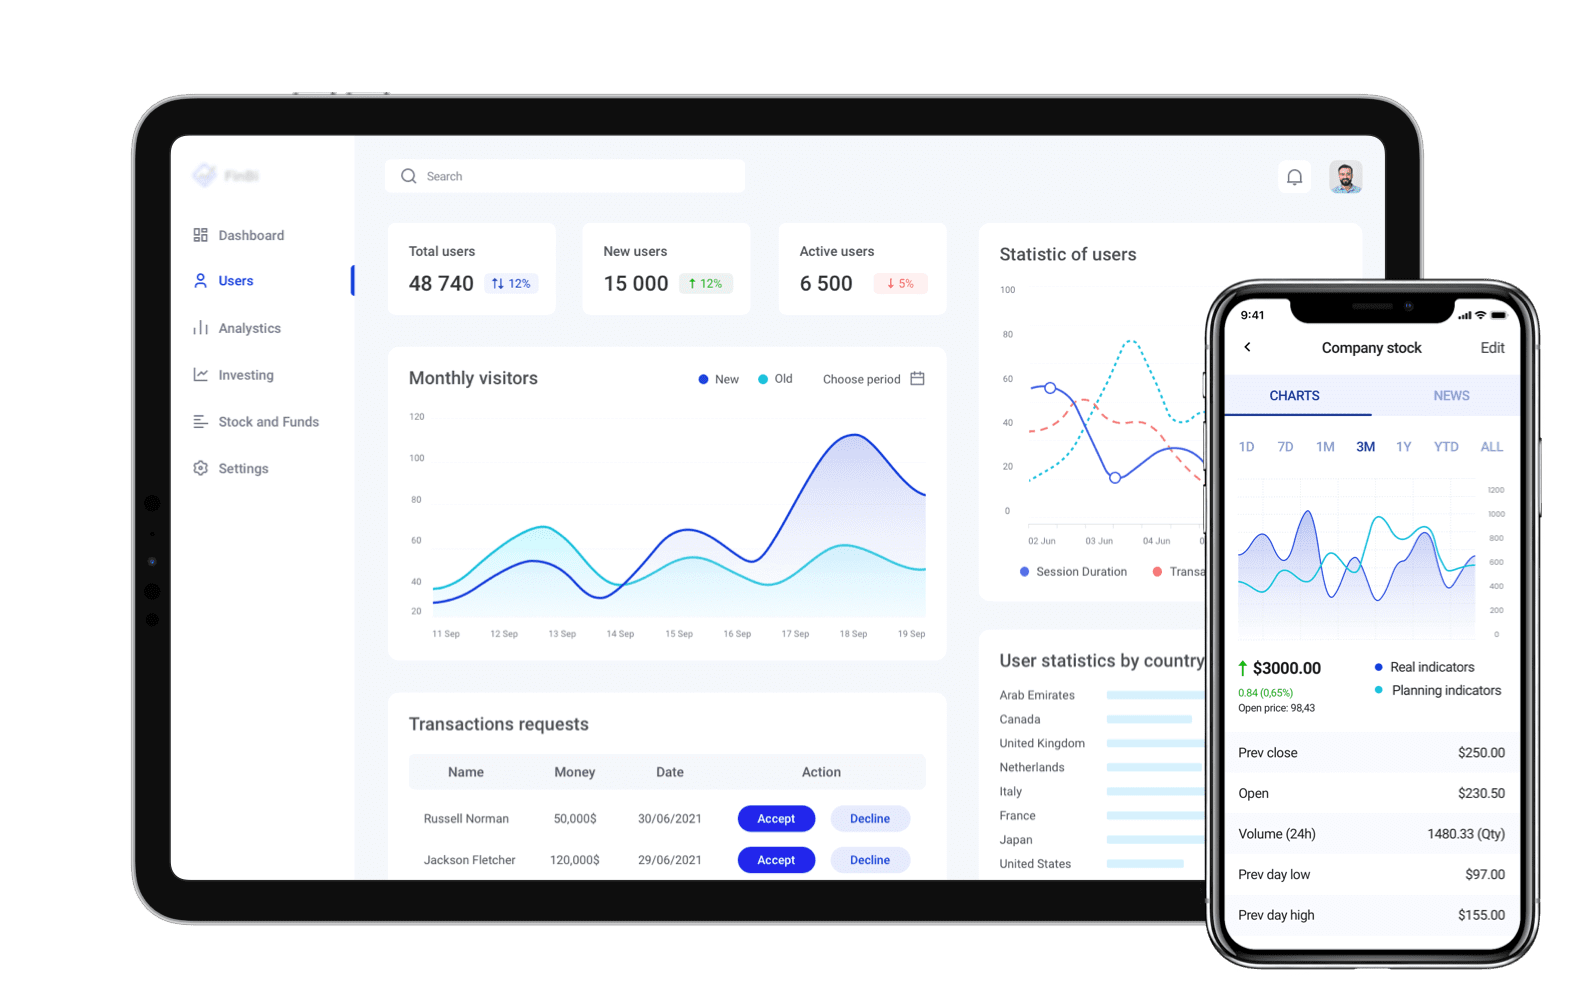 FinBi
Search
Dashboard
Users
Analystics
Investing
Stock and Funds
Settings
Total users
48 740 12%
New users
15 000 12%
Active users
6 500 5%
Monthly visitors
New Old Choose period
120
100
80
60
40
20
11 Sep 12 Sep 13 Sep 14 Sep 15 Sep 16 Sep 17 Sep 18 Sep 19 Sep
Transactions requests
Name Money Date Action
Russell Norman 50,000$ 30/06/2021 Accept Decline
Jackson Fletcher 120,000$ 29/06/2021 Accept Decline
Statistic of users
100
80
60
40
20
0
02 Jun 03 Jun 04 Jun 0
Session Duration Transa
User statistics by country
Arab Emirates
Canada
United Kingdom
Netherlands
Italy
France
Japan
United States
9:41
Company stock Edit
CHARTS NEWS
1D 7D 1M 3M 1Y YTD ALL
1200
1000
800
600
400
200
0
$3000.00
0.84 (0,65%)
Open price: 98,43
Real indicators
Planning indicators
Prev close $250.00
Open $230.50
Volume (24h) 1480.33 (Qty)
Prev day low $97.00
Prev day high $155.00